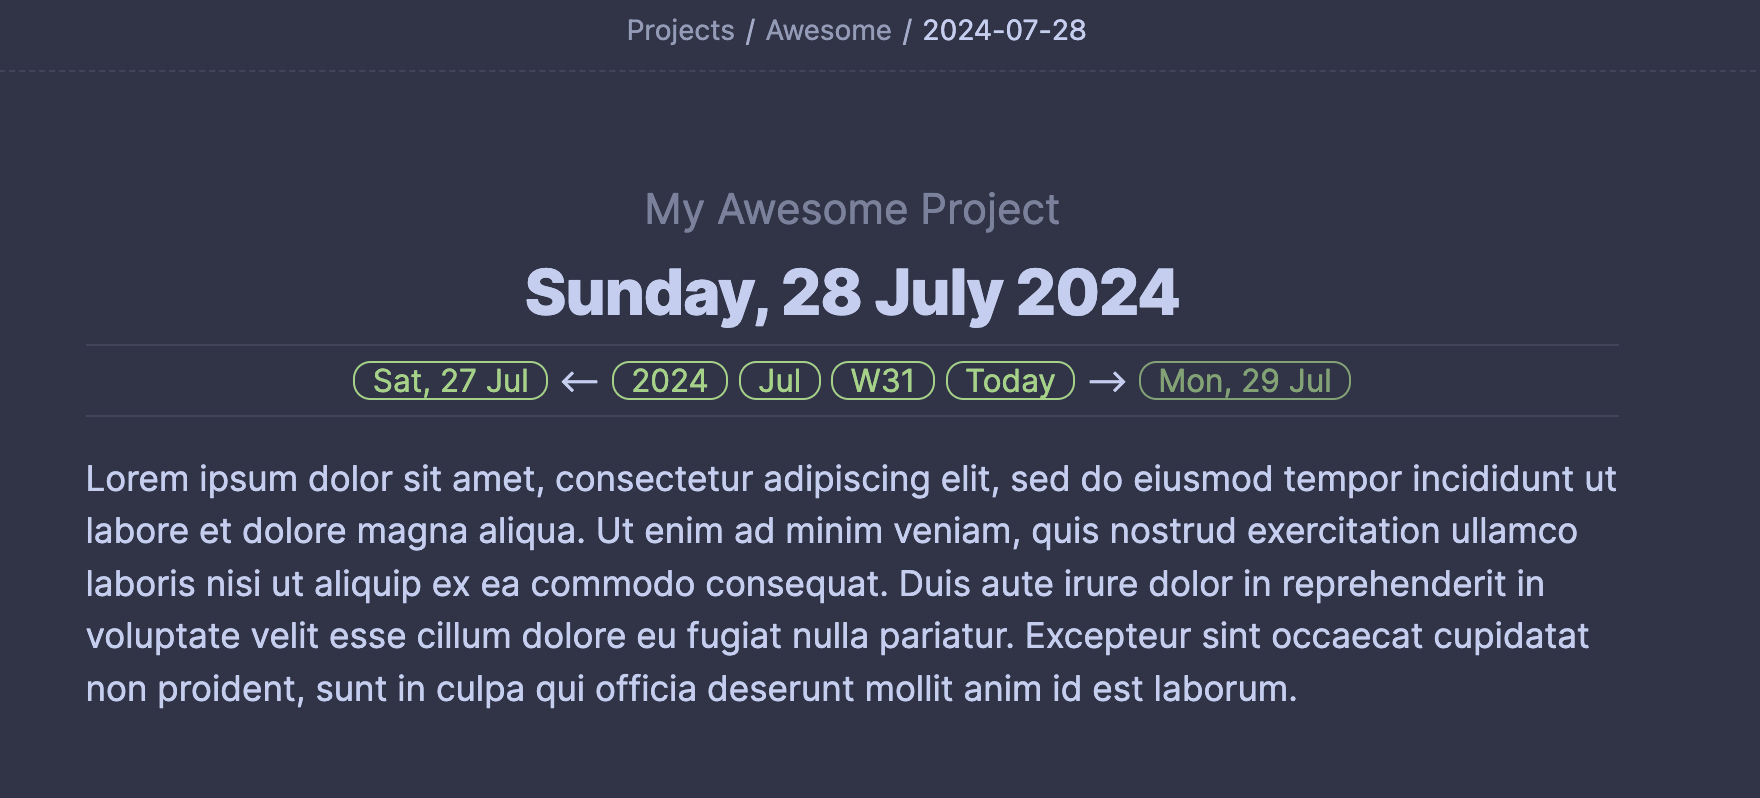 Projects / Awesome / 2024-07-28
My Awesome Project
Sunday, 28 July 2024
Sat, 27 Jul ← 2024 Jul W31 Today → Mon, 29 Jul
Lorem ipsum dolor sit amet, consectetur adipiscing elit, sed do eiusmod tempor incididunt ut
labore et dolore magna aliqua. Ut enim ad minim veniam, quis nostrud exercitation ullamco
laboris nisi ut aliquip ex ea commodo consequat. Duis aute irure dolor in reprehenderit in
voluptate velit esse cillum dolore eu fugiat nulla pariatur. Excepteur sint occaecat cupidatat
non proident, sunt in culpa qui officia deserunt mollit anim id est laborum.